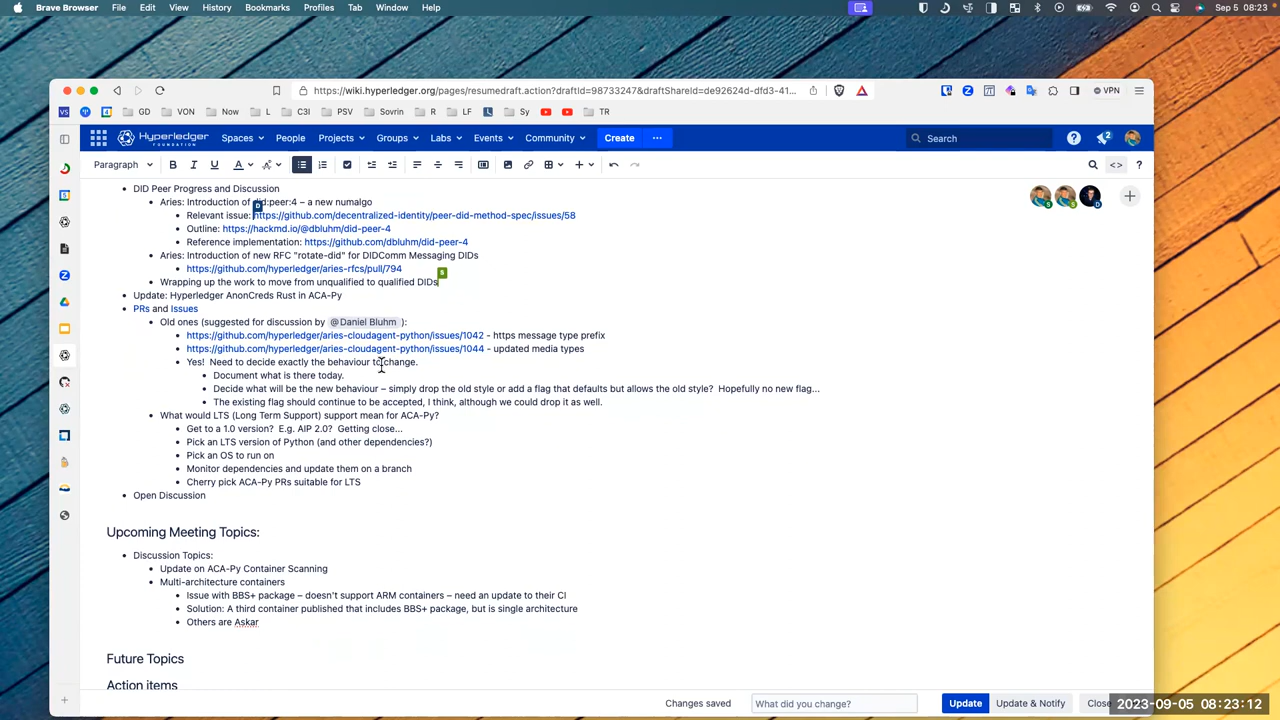 Brave Browser File Edit View History Bookmarks Profiles Tab Window Help Sep 5 08:23
https://wiki.hyperledger.org/pages/resumedraft.action?draftId=98733247&draftShareId=de92624d-dfd3-41... VPN
GD VON Now L C3I PSV Sovrin R LF Sy TR
HYPERLEDGER FOUNDATION Spaces People Projects Groups Labs Events Community Create ... Search 2
Paragraph B I U A
DID Peer Progress and Discussion
Aries: Introduction of did:peer:4 – a new numalgo
D
Relevant issue: https://github.com/decentralized-identity/peer-did-method-spec/issues/58
Outline: https://hackmd.io/@dbluhm/did-peer-4
Reference implementation: https://github.com/dbluhm/did-peer-4
Aries: Introduction of new RFC "rotate-did" for DIDComm Messaging DIDs
https://github.com/hyperledger/aries-rfcs/pull/794
S
Wrapping up the work to move from unqualified to qualified DIDs
Update: Hyperledger AnonCreds Rust in ACA-Py
PRs and Issues
Old ones (suggested for discussion by @Daniel Bluhm ):
https://github.com/hyperledger/aries-cloudagent-python/issues/1042 - https message type prefix
https://github.com/hyperledger/aries-cloudagent-python/issues/1044 - updated media types
Yes! Need to decide exactly the behaviour to change.
Document what is there today.
Decide what will be the new behaviour – simply drop the old style or add a flag that defaults but allows the old style? Hopefully no new flag...
The existing flag should continue to be accepted, I think, although we could drop it as well.
What would LTS (Long Term Support) support mean for ACA-Py?
Get to a 1.0 version? E.g. AIP 2.0? Getting close...
Pick an LTS version of Python (and other dependencies?)
Pick an OS to run on
Monitor dependencies and update them on a branch
Cherry pick ACA-Py PRs suitable for LTS
Open Discussion
Upcoming Meeting Topics:
Discussion Topics:
Update on ACA-Py Container Scanning
Multi-architecture containers
Issue with BBS+ package – doesn't support ARM containers – need an update to their CI
Solution: A third container published that includes BBS+ package, but is single architecture
Others are Askar
Future Topics
Action items
Changes saved What did you change? Update Update & Notify Close
2023-09-05 08:23:12